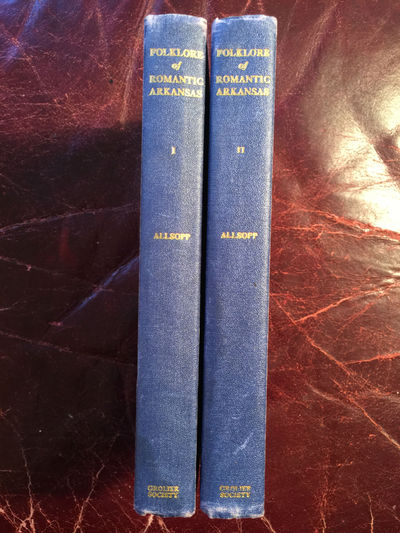 FOLKLORE
of
ROMANTIC
ARKANSAS
I
ALLSOPP
GROLIER
SOCIETY
FOLKLORE
of
ROMANTIC
ARKANSAS
II
ALLSOPP
GROLIER
SOCIETY